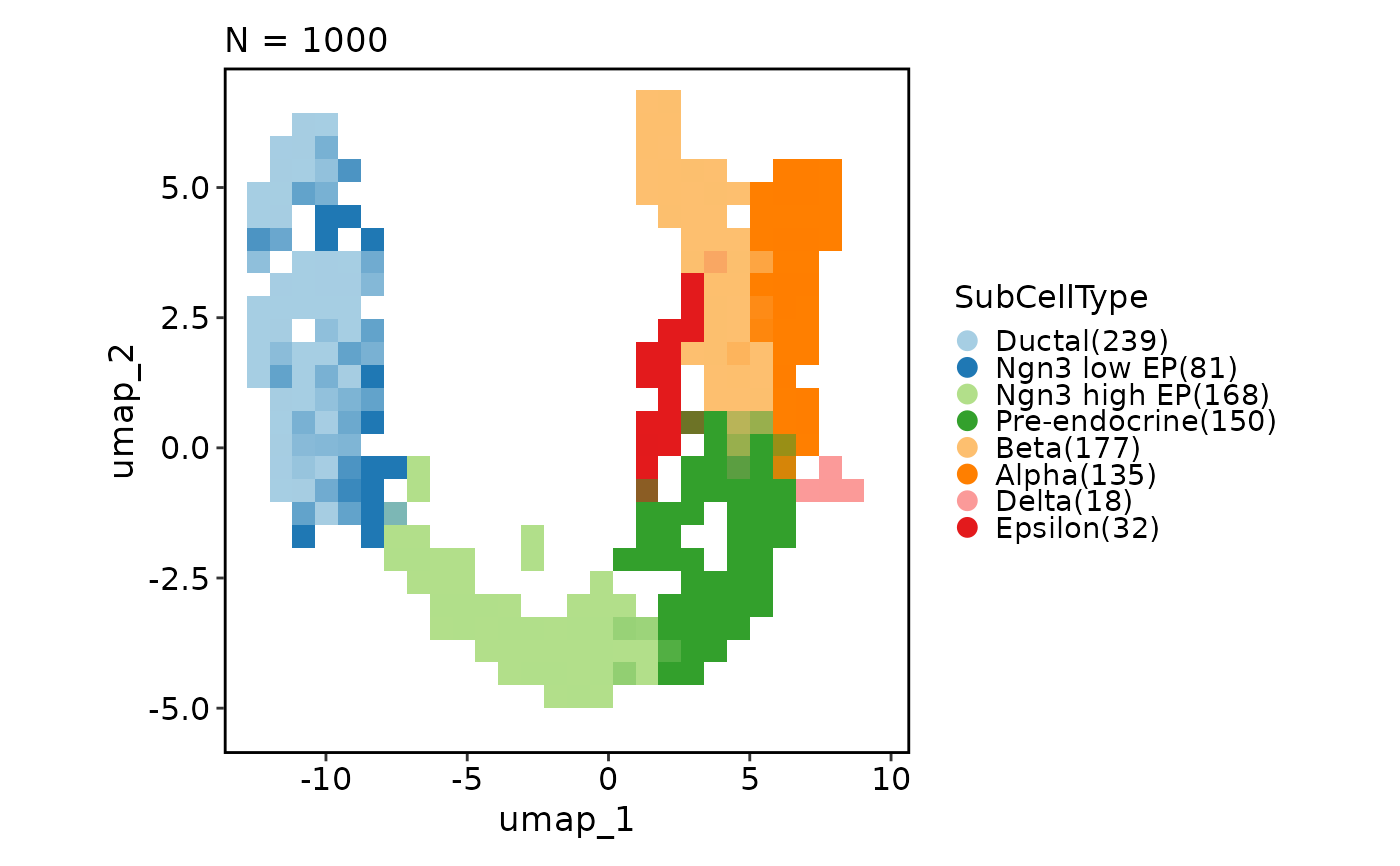 N = 1000
5.0
2.5
0.0
-2.5
-5.0
umap_2
-10
-5
0
5
10
umap_1
SubCellType
Ductal(239)
Ngn3 low EP(81)
Ngn3 high EP(168)
Pre-endocrine(150)
Beta(177)
Alpha(135)
Delta(18)
Epsilon(32)